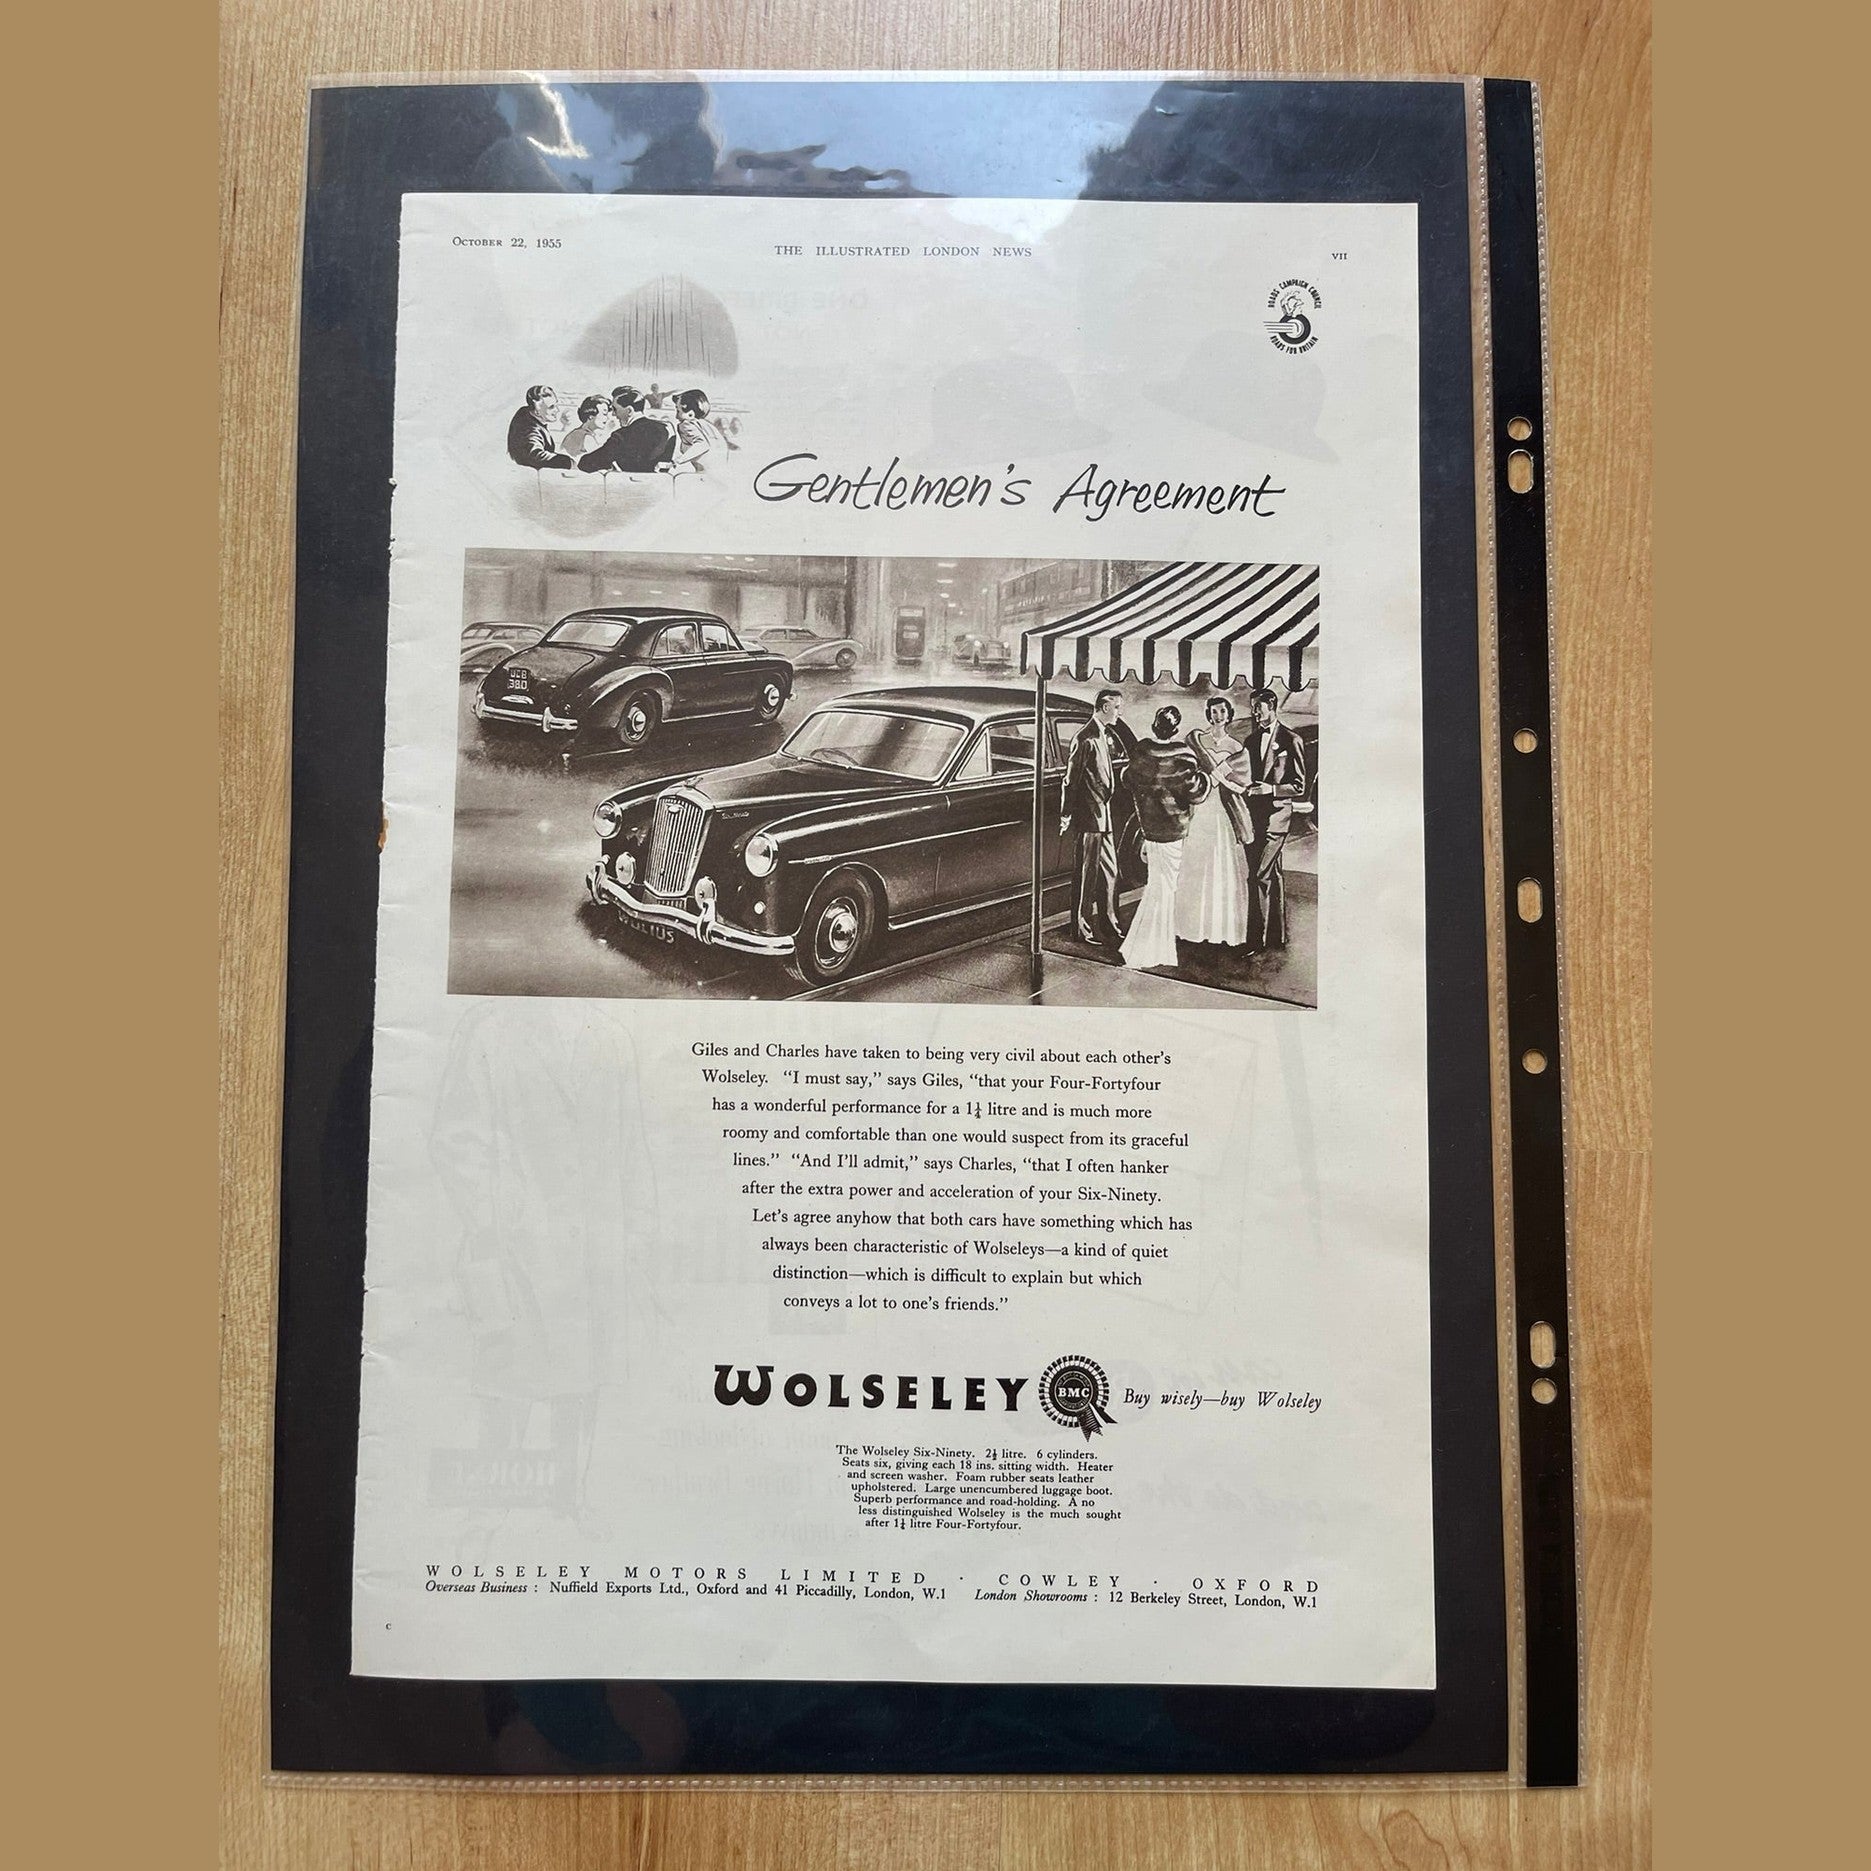 OCTOBER 22, 1955
THE ILLUSTRATED LONDON NEWS
VII
ROADS CAMPAIGN COUNCIL
ROADS FOR BRITAIN
Gentlemen's Agreement
Giles and Charles have taken to being very civil about each other's
Wolseley. "I must say," says Giles, "that your Four-Fortyfour
has a wonderful performance for a 1¼ litre and is much more
roomy and comfortable than one would suspect from its graceful
lines." "And I'll admit," says Charles, "that I often hanker
after the extra power and acceleration of your Six-Ninety.
Let's agree anyhow that both cars have something which has
always been characteristic of Wolseleys—a kind of quiet
distinction—which is difficult to explain but which
conveys a lot to one's friends."
WOLSELEY
BMC
Buy wisely—buy Wolseley
The Wolseley Six-Ninety. 2½ litre. 6 cylinders.
Seats six, giving each 18 ins. sitting width. Heater
and screen washer. Foam rubber seats leather
upholstered. Large unencumbered luggage boot.
Superb performance and road-holding. A no
less distinguished Wolseley is the much sought
after 1¼ litre Four-Fortyfour.
WOLSELEY MOTORS LIMITED · COWLEY · OXFORD
Overseas Business : Nuffield Exports Ltd., Oxford and 41 Piccadilly, London, W.1 London Showrooms : 12 Berkeley Street, London, W.1
C